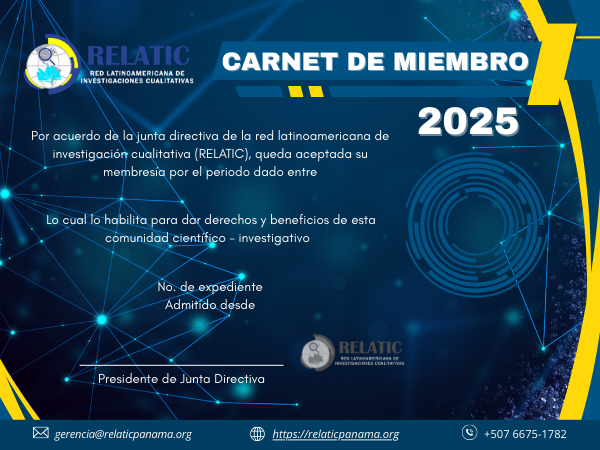 RELATIC
RED LATINOAMERICANA DE
INVESTIGACIONES CUALITATIVAS
CARNET DE MIEMBRO
2025
Por acuerdo de la junta directiva de la red latinoamericana de
investigación cualitativa (RELATIC), queda aceptada su
membresía por el periodo dado entre
Lo cual lo habilita para dar derechos y beneficios de esta
comunidad científico - investigativo
No. de expediente
Admitido desde
RELATIC
RED LATINOAMERICANA DE
INVESTIGACIONES CUALITATIVAS
Presidente de Junta Directiva
gerencia@relaticpanama.org
https://relaticpanama.org
+507 6675-1782